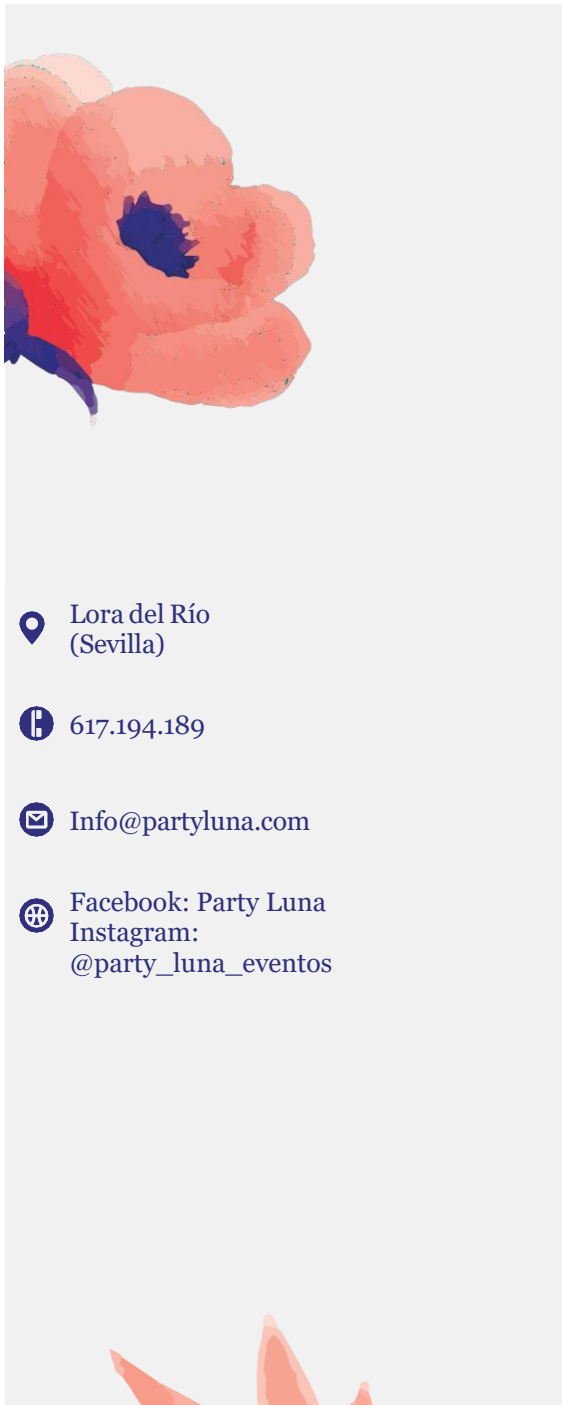 Lora del Río
(Sevilla)
617.194.189
Info@partyluna.com
Facebook: Party Luna
Instagram:
@party_luna_eventos